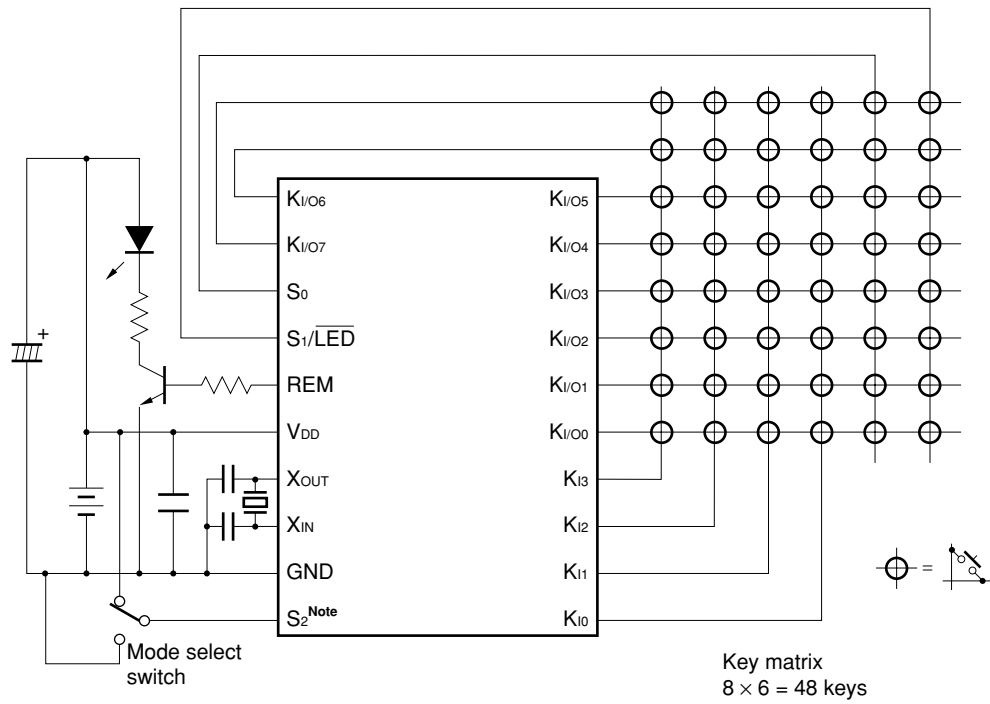 +
KI/O6
KI/O7
S0
S1/LED
REM
VDD
XOUT
XIN
GND
S2Note
KI/O5
KI/O4
KI/O3
KI/O2
KI/O1
KI/O0
KI3
KI2
KI1
KI0
=
Mode select
switch
Key matrix
8 × 6 = 48 keys